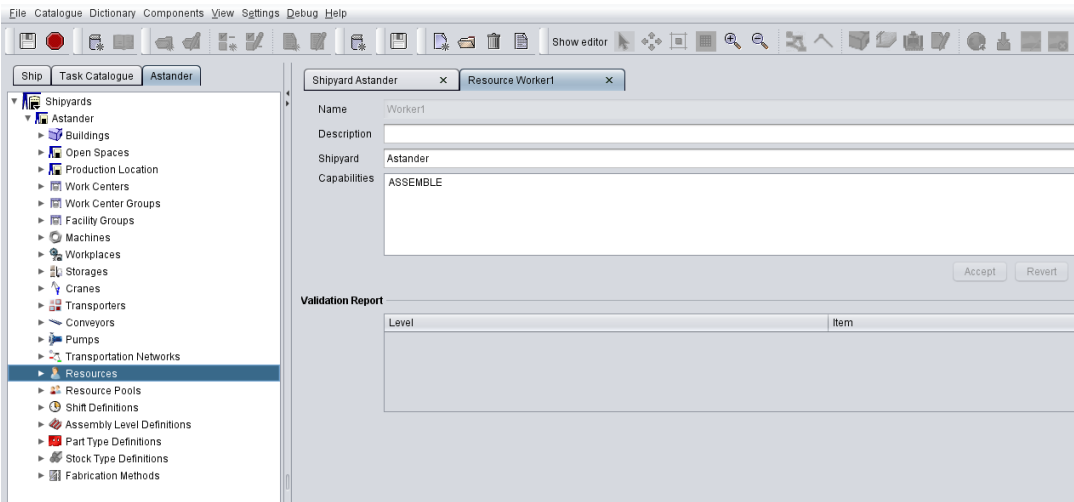 File Catalogue Dictionary Components View Settings Debug Help
Show editor
Ship Task Catalogue Astander
Shipyards
Astander
Buildings
Open Spaces
Production Location
Work Centers
Work Center Groups
Facility Groups
Machines
Workplaces
Storages
Cranes
Transporters
Conveyors
Pumps
Transportation Networks
Resources
Resource Pools
Shift Definitions
Assembly Level Definitions
Part Type Definitions
Stock Type Definitions
Fabrication Methods
Shipyard Astander x Resource Worker1 x
Name Worker1
Description
Shipyard Astander
Capabilities ASSEMBLE
Accept Revert
Validation Report
Level Item